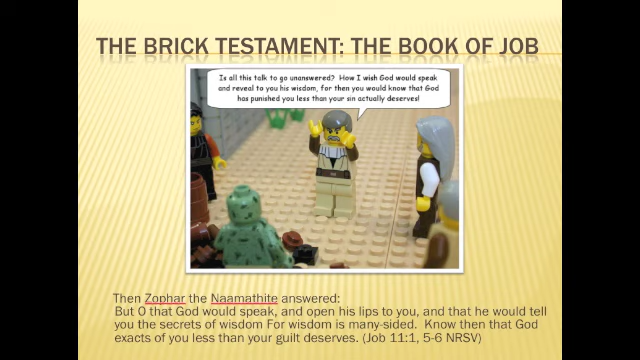 THE BRICK TESTAMENT: THE BOOK OF JOB
Is all this talk to go unanswered? How I wish God would speak
and reveal to you his wisdom, for then you would know that God
has punished you less than your sin actually deserves!
Then Zophar the Naamathite answered:
But O that God would speak, and open his lips to you, and that he would tell
you the secrets of wisdom For wisdom is many-sided. Know then that God
exacts of you less than your guilt deserves. (Job 11:1, 5-6 NRSV)